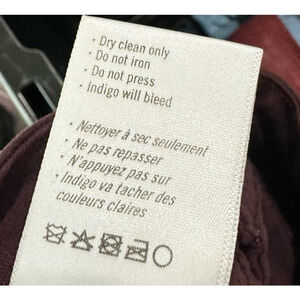 · Dry clean only
· Do not iron
· Do not press
· Indigo will bleed
· Nettoyer à sec seulement
· Ne pas repasser
· N'appuyez pas sur
· Indigo va tacher des
couleurs claires